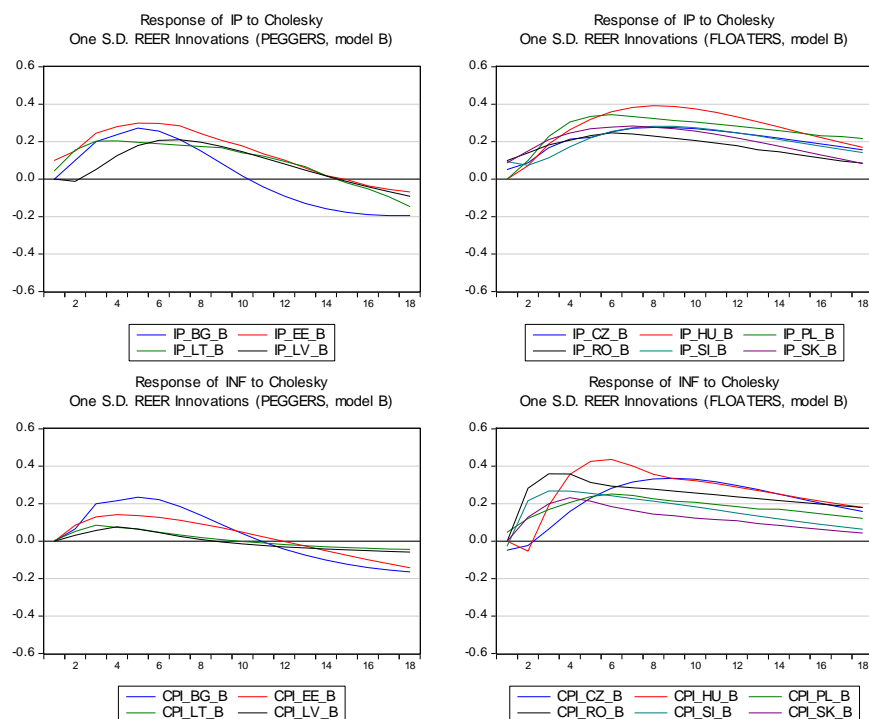 Response of IP to Cholesky
One S.D. REER Innovations (PEGGERS, model B)
0.6
0.4
0.2
0.0
-0.2
-0.4
-0.6
2 4 6 8 10 12 14 16 18
IP_BG_B IP_EE_B
IP_LT_B IP_LV_B
Response of IP to Cholesky
One S.D. REER Innovations (FLOATERS, model B)
0.6
0.4
0.2
0.0
-0.2
-0.4
-0.6
2 4 6 8 10 12 14 16 18
IP_CZ_B IP_HU_B IP_PL_B
IP_RO_B IP_SI_B IP_SK_B
Response of INF to Cholesky
One S.D. REER Innovations (PEGGERS, model B)
0.6
0.4
0.2
0.0
-0.2
-0.4
-0.6
2 4 6 8 10 12 14 16 18
CPI_BG_B CPI_EE_B
CPI_LT_B CPI_LV_B
Response of INF to Cholesky
One S.D. REER Innovations (FLOATERS, model B)
0.6
0.4
0.2
0.0
-0.2
-0.4
-0.6
2 4 6 8 10 12 14 16 18
CPI_CZ_B CPI_HU_B CPI_PL_B
CPI_RO_B CPI_SI_B CPI_SK_B